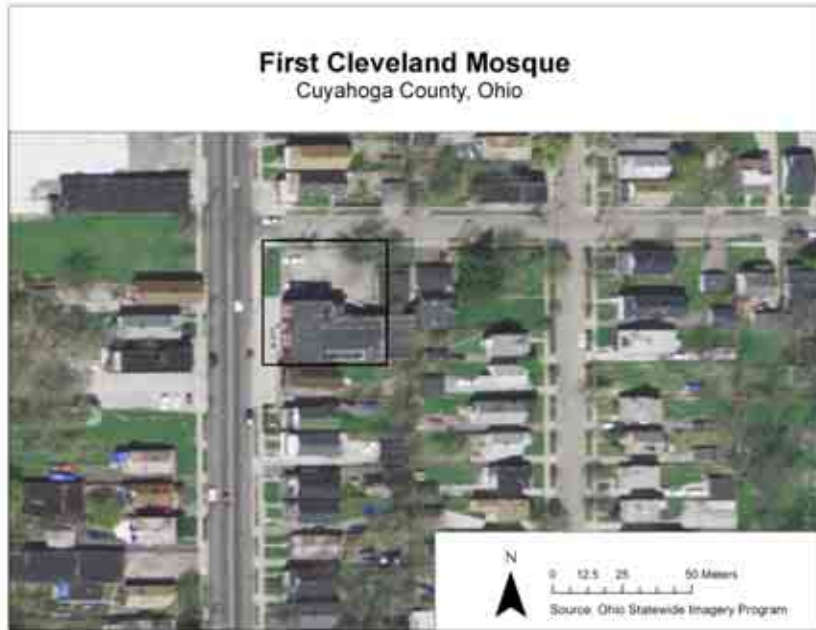 First Cleveland Mosque
Cuyahoga County, Ohio
N
0 12.5 25 50 Meters
Source: Ohio Statewide Imagery Program